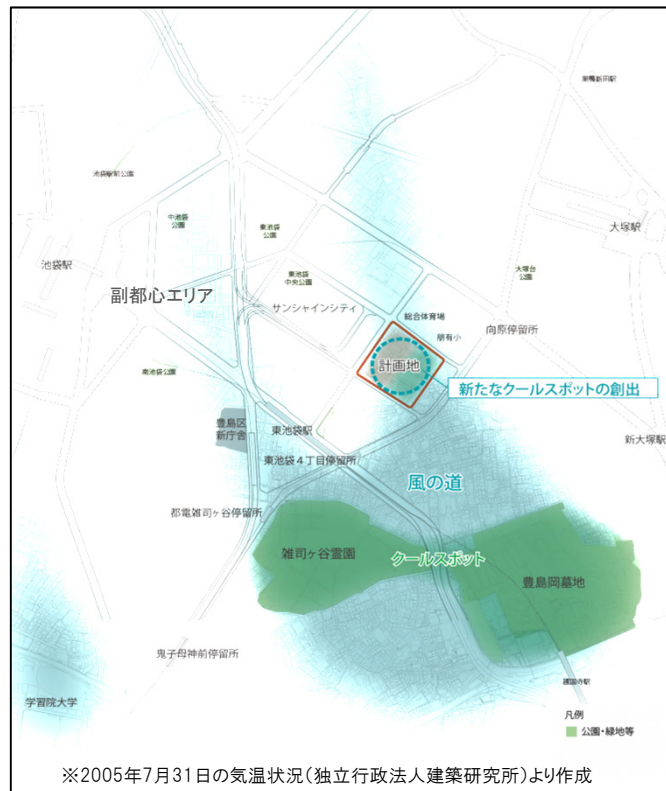 巣鴨新田駅
池袋駅前公園
大塚駅
中池袋
公園
東池袋
公園
池袋駅
大塚台
公園
東池袋
中央公園
副都心エリア
サンシャインシティ
総合体育場
向原停留所
朋有小
計画地
南池袋公園
新たなクールスポットの創出
豊島区
新庁舎
東池袋駅
新大塚駅
東池袋4丁目停留所
風の道
都電雑司ヶ谷停留所
雑司ヶ谷霊園
クールスポット
豊島岡墓地
鬼子母神前停留所
護国寺駅
学習院大学
凡例
公園・緑地等
※2005年7月31日の気温状況(独立行政法人建築研究所)より作成